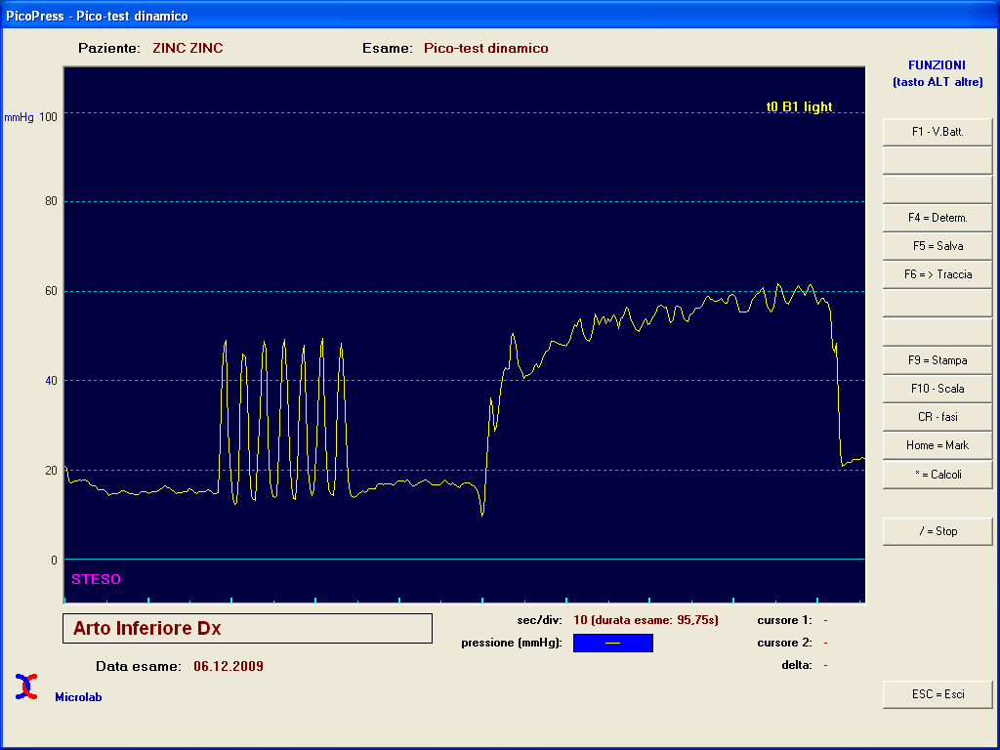 PicoPress - Pico-test dinamico
Paziente: ZINC ZINC Esame: Pico-test dinamico
FUNZIONI
(tasto ALT altre)
t0 B1 light
mmHg 100
80
60
40
20
0
STESO
F1 - V.Batt.
F4 = Determ.
F5 = Salva
F6 = > Traccia
F9 = Stampa
F10 - Scala
CR - fasi
Home = Mark
* = Calcoli
/ = Stop
Arto Inferiore Dx
sec/div: 10 (durata esame: 95,75s) cursore 1: -
pressione (mmHg): cursore 2: -
delta: -
Data esame: 06.12.2009
Microlab
ESC = Esci